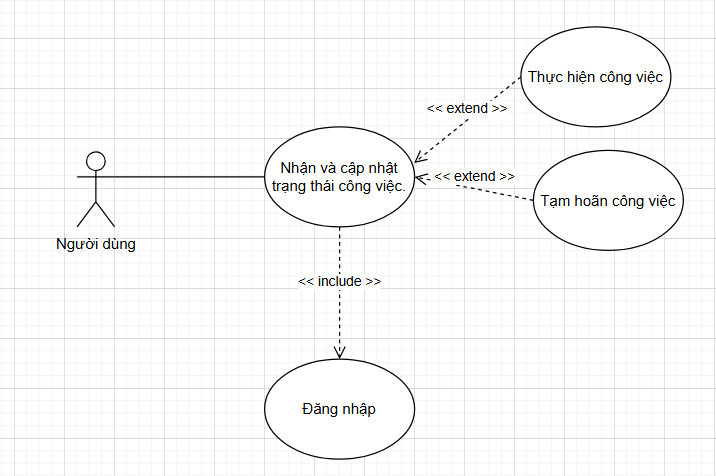 Thực hiện công việc
<< extend >>
Nhận và cập nhật
trạng thái công việc.
<< extend >>
Tạm hoãn công việc
Người dùng
<< include >>
Đăng nhập